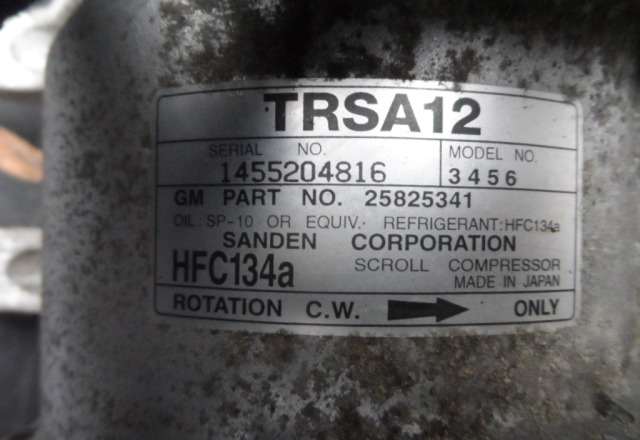 TRSA12
SERIAL NO. MODEL NO.
1455204816 3456
GM PART NO. 25825341
OIL: SP-10 OR EQUIV. REFRIGERANT: HFC134a
SANDEN CORPORATION
HFC134a SCROLL COMPRESSOR
MADE IN JAPAN
ROTATION C.W. ONLY